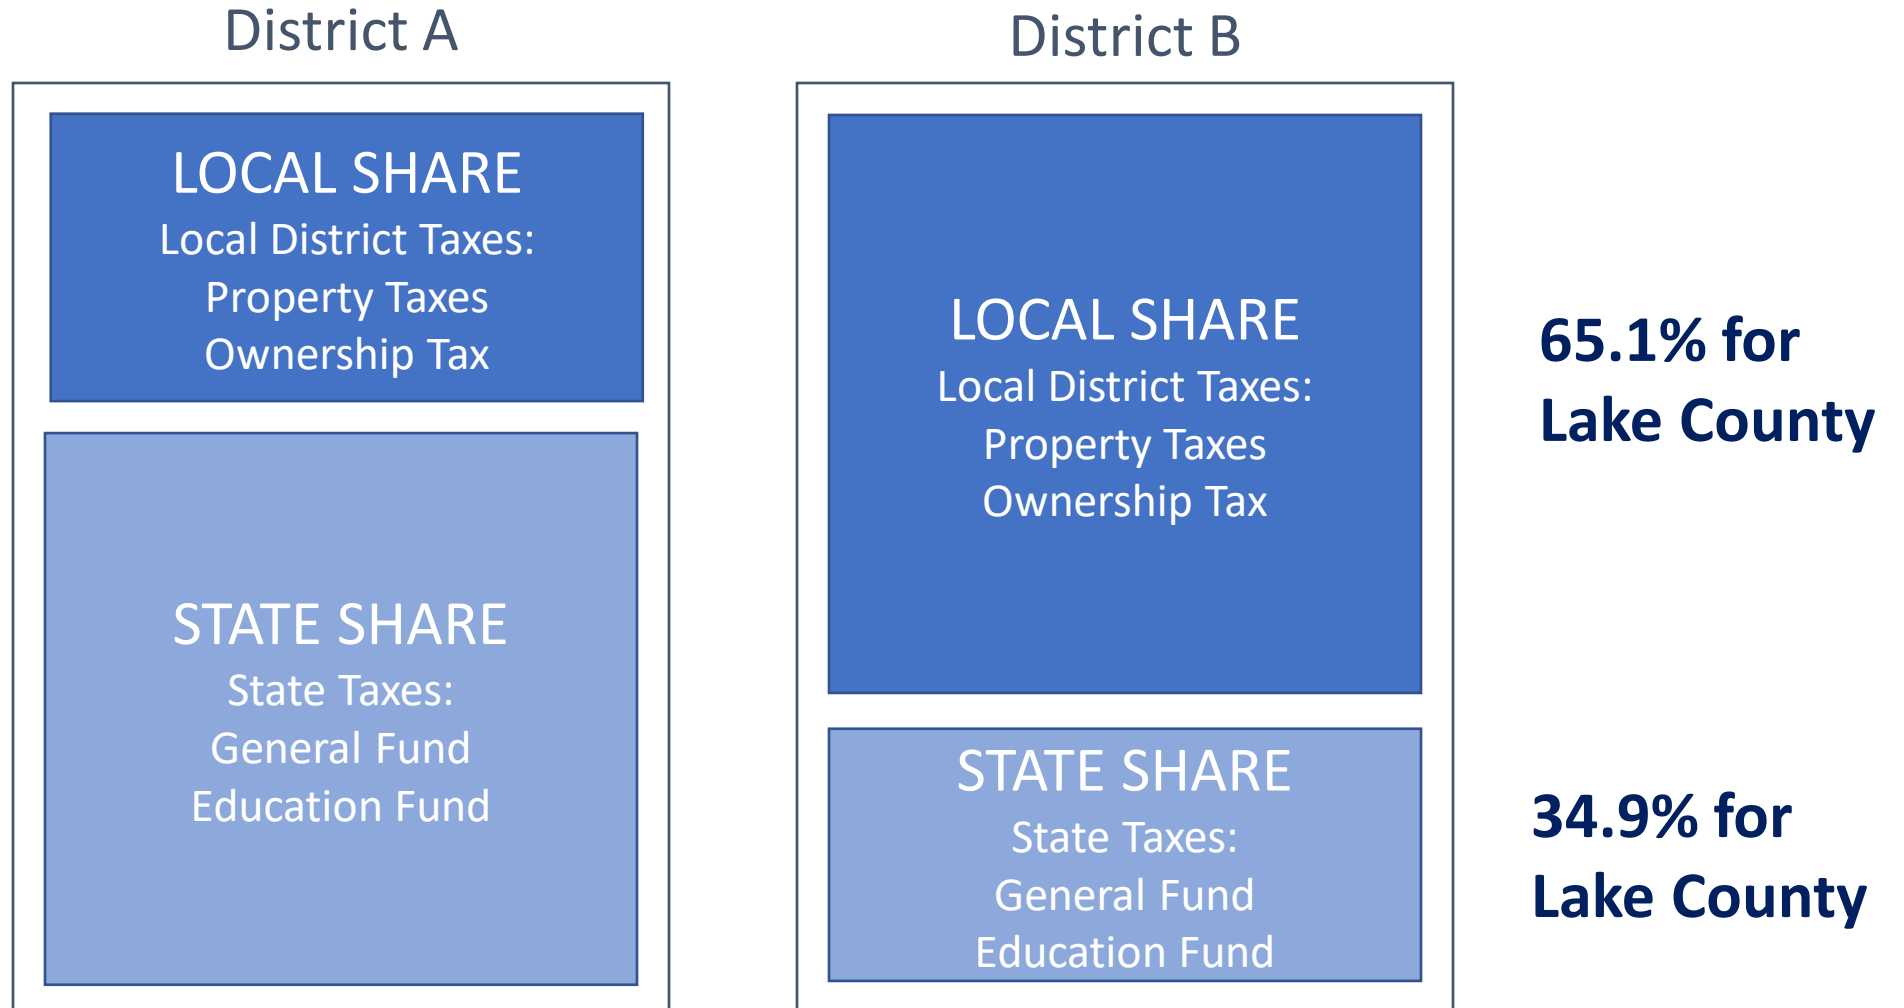 District A
LOCAL SHARE
Local District Taxes:
Property Taxes
Ownership Tax
STATE SHARE
State Taxes:
General Fund
Education Fund
District B
LOCAL SHARE
Local District Taxes:
Property Taxes
Ownership Tax
STATE SHARE
State Taxes:
General Fund
Education Fund
65.1% for
Lake County
34.9% for
Lake County